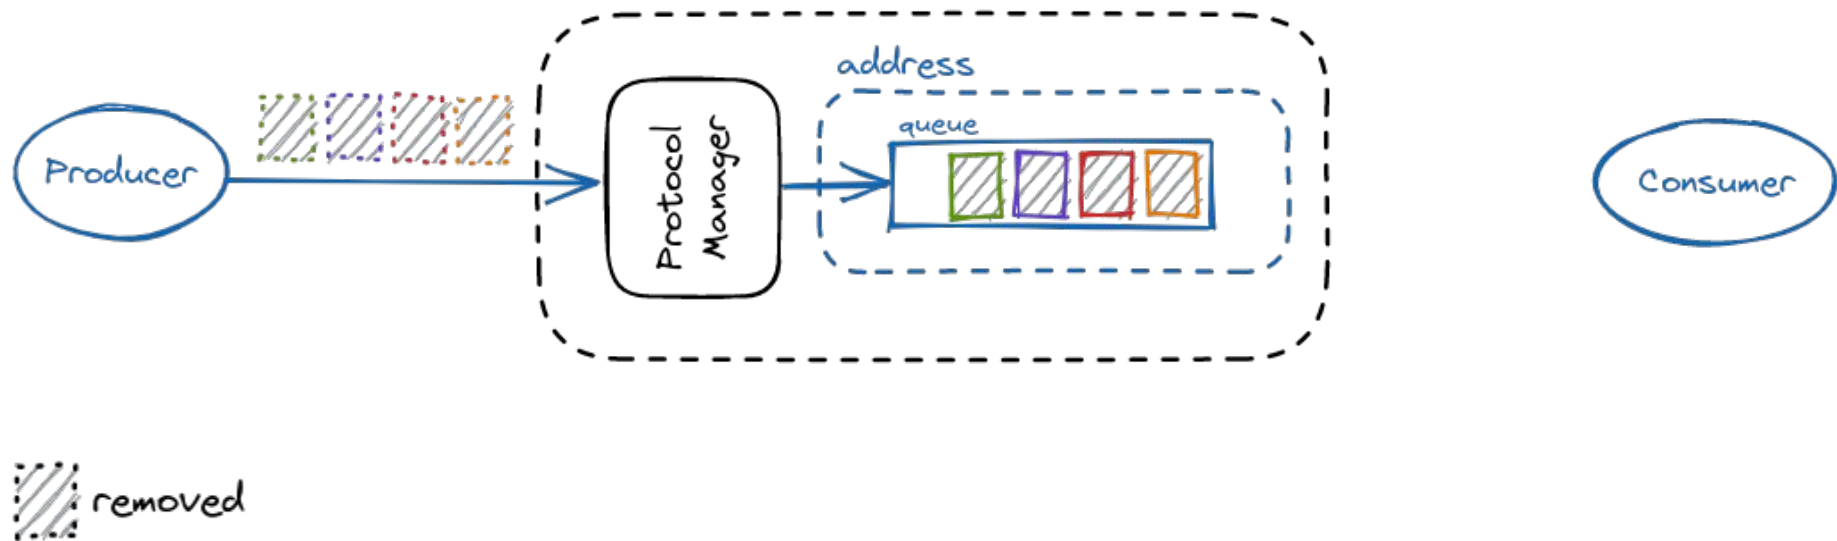 address
queue
Producer
Protocol
Manager
Consumer
removed